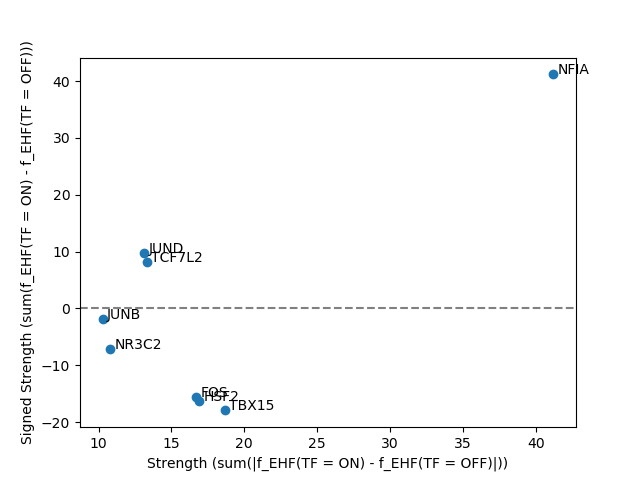 Signed Strength (sum(f_EHF(TF = ON) - f_EHF(TF = OFF)))
40
30
20
10
0
−10
−20
NFIA
JUND
TCF7L2
JUNB
NR3C2
FOS
HSF2
TBX15
10
15
20
25
30
35
40
Strength (sum(|f_EHF(TF = ON) - f_EHF(TF = OFF)|))